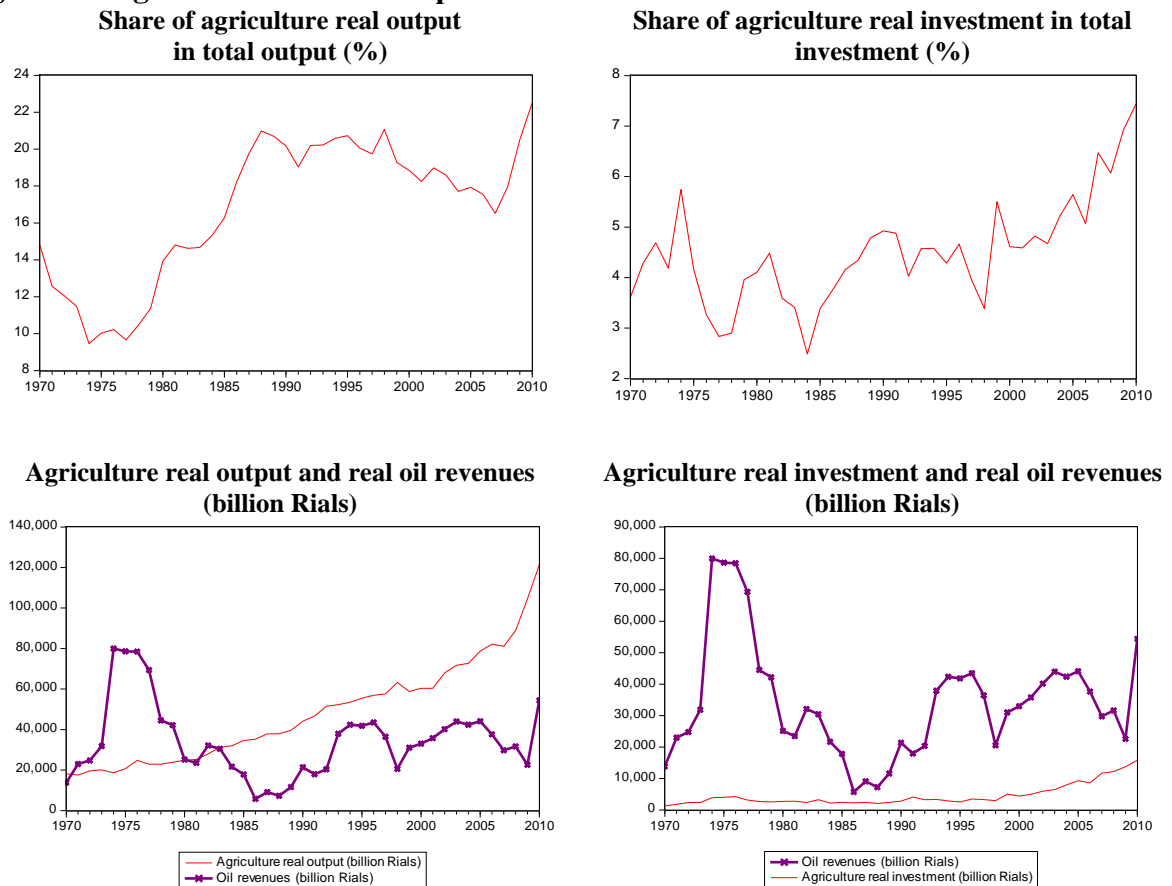 Share of agriculture real output
in total output (%)
24
22
20
18
16
14
12
10
8
1970 1975 1980 1985 1990 1995 2000 2005 2010
Share of agriculture real investment in total
investment (%)
8
7
6
5
4
3
2
1970 1975 1980 1985 1990 1995 2000 2005 2010
Agriculture real output and real oil revenues
(billion Rials)
140,000
120,000
100,000
80,000
60,000
40,000
20,000
0
1970 1975 1980 1985 1990 1995 2000 2005 2010
Agriculture real output (billion Rials)
Oil revenues (billion Rials)
Agriculture real investment and real oil revenues
(billion Rials)
90,000
80,000
70,000
60,000
50,000
40,000
30,000
20,000
10,000
0
1970 1975 1980 1985 1990 1995 2000 2005 2010
Oil revenues (billion Rials)
Agriculture real investment (billion Rials)